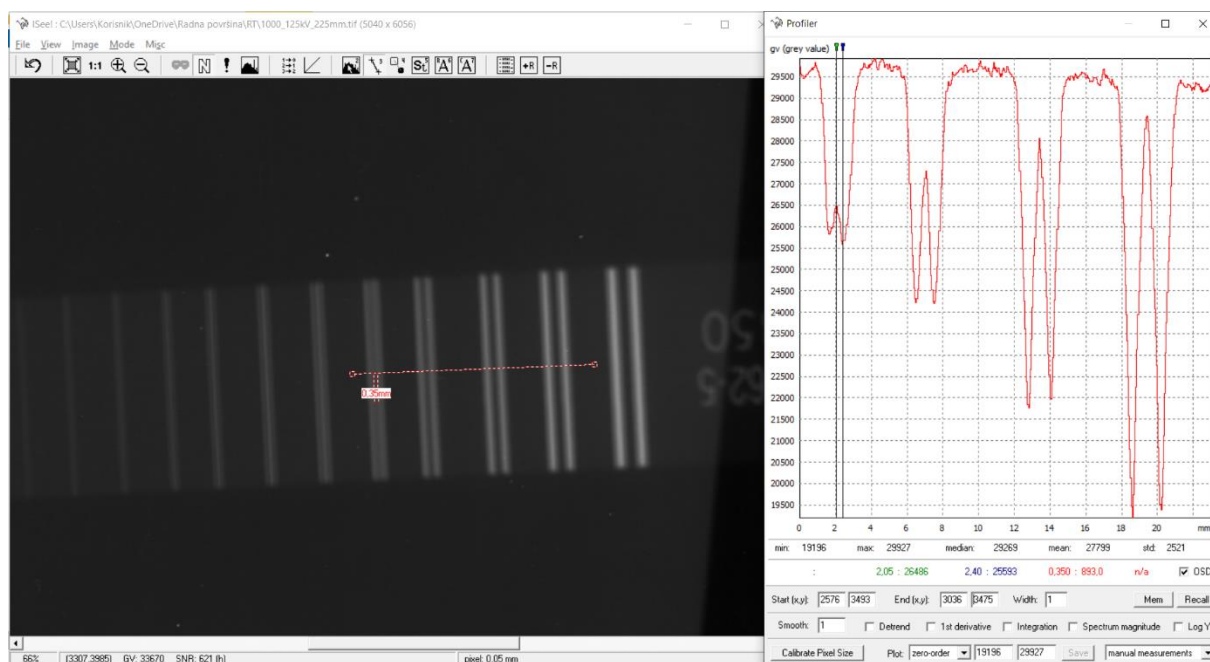 ISee! : C:\Users\Korisnik\OneDrive\Radna površina\RT\1000_125kV_225mm.tif (5040 x 6056)
File View Image Mode Misc
1:1 N ! St A A +R -R
0.35mm
62-5
66% (3307,3985) GV: 33670 SNR: 621 (h) pixel: 0.05 mm
Profiler
gv (grey value)
29500
29000
28500
28000
27500
27000
26500
26000
25500
25000
24500
24000
23500
23000
22500
22000
21500
21000
20500
20000
19500
0 2 4 6 8 10 12 14 16 18 20 mm
min: 19196 max: 29927 median: 29269 mean: 27799 std: 2521
: 2,05 : 26486 2,40 : 25593 0,350 : 893,0 n/a OSD
Start (x,y): 2576 3493 End (x,y): 3036 3475 Width: 1 Mem Recall
Smooth: 1 Detrend 1st derivative Integration Spectrum magnitude Log Y
Calibrate Pixel Size Plot: zero-order 19196 29927 Save manual measurements